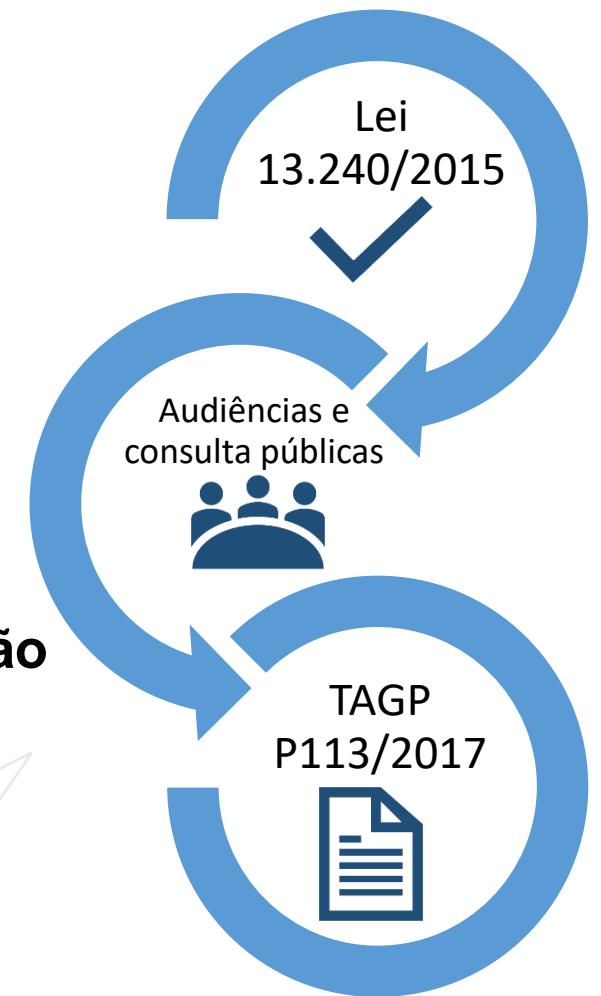 Lei
13.240/2015
Audiências e
consulta públicas
ão
TAGP
P113/2017